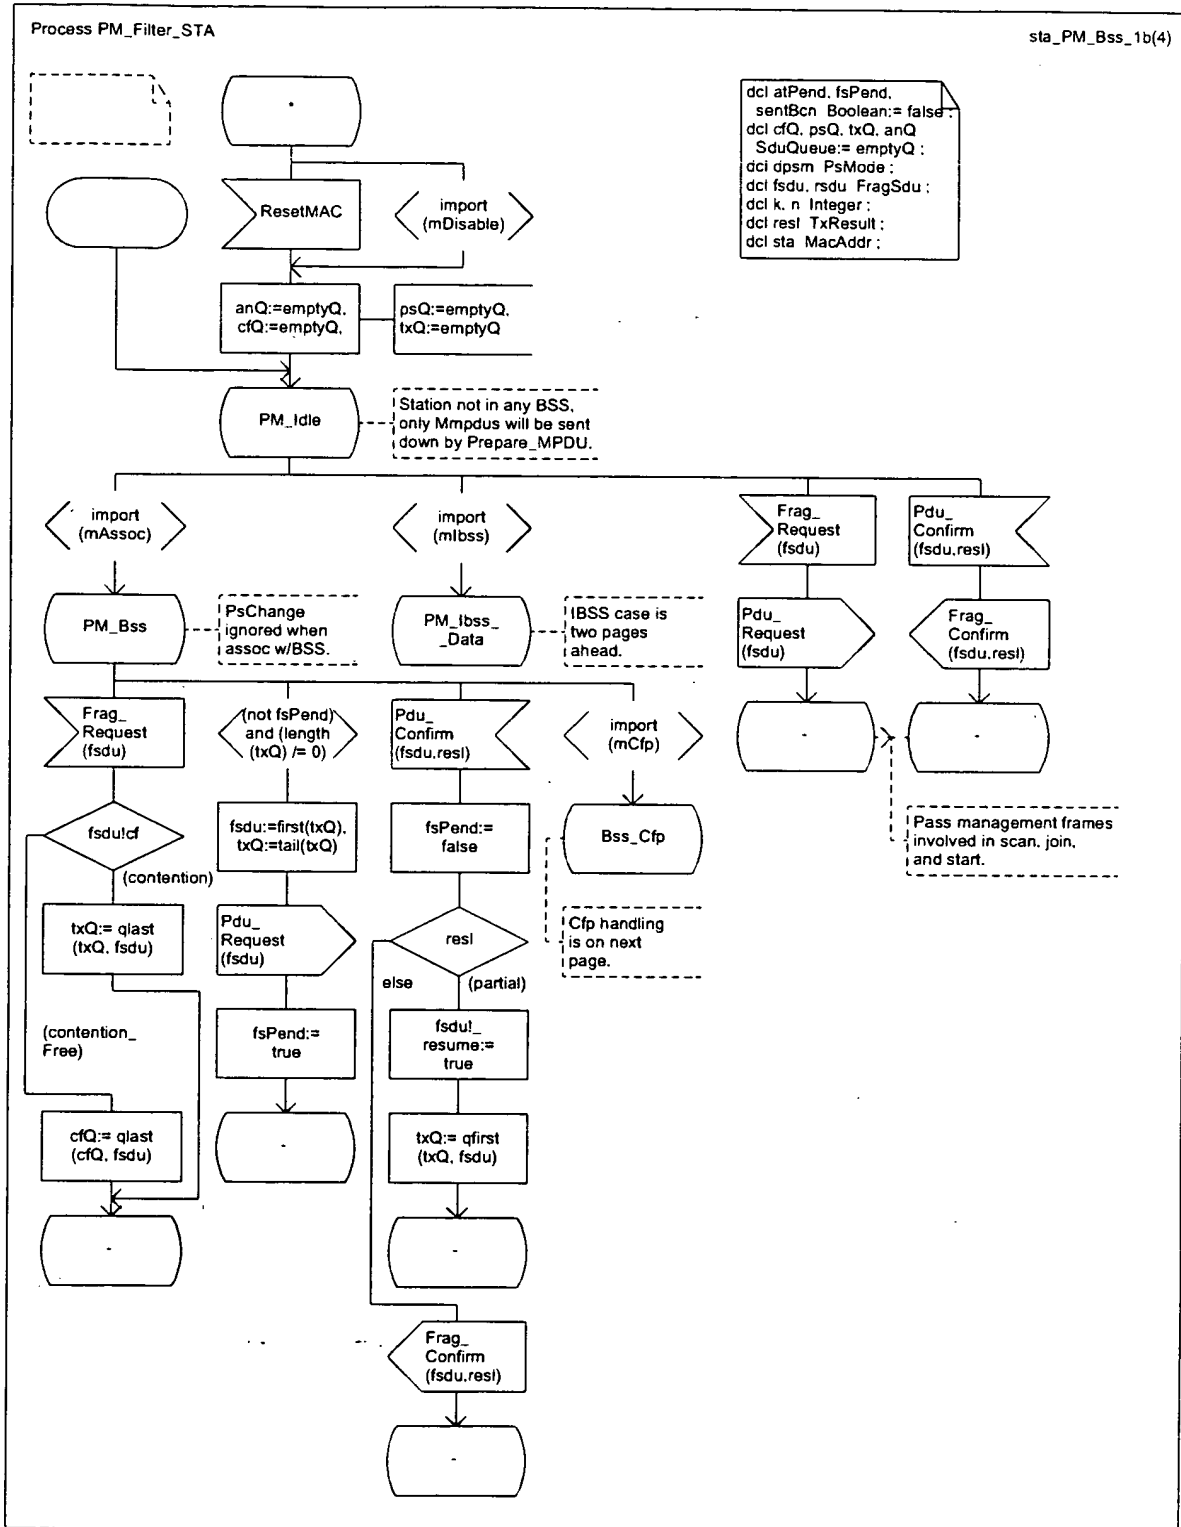 Process PM_Filter_STA
sta_PM_Bss_1b(4)
*
dcl atPend, fsPend,
sentBcn Boolean:= false ;
dcl cfQ, psQ, txQ, anQ
SduQueue:= emptyQ ;
dcl dpsm PsMode ;
dcl fsdu, rsdu FragSdu ;
dcl k, n Integer ;
dcl resl TxResult ;
dcl sta MacAddr ;
ResetMAC
import
(mDisable)
anQ:=emptyQ,
cfQ:=emptyQ,
psQ:=emptyQ,
txQ:=emptyQ
PM_Idle
Station not in any BSS,
only Mmpdus will be sent
down by Prepare_MPDU.
import
(mAssoc)
import
(mIbss)
Frag_
Request
(fsdu)
Pdu_
Confirm
(fsdu,resl)
PM_Bss
PsChange
ignored when
assoc w/BSS.
PM_Ibss_
_Data
IBSS case is
two pages
ahead.
Pdu_
Request
(fsdu)
Frag_
Confirm
(fsdu,resl)
Frag_
Request
(fsdu)
(not fsPend)
and (length
(txQ) /= 0)
Pdu_
Confirm
(fsdu,resl)
import
(mCfp)
-
-
fsdu!cf
(contention)
fsdu:=first(txQ),
txQ:=tail(txQ)
fsPend:=
false
Bss_Cfp
Pass management frames
involved in scan, join,
and start.
txQ:= qlast
(txQ, fsdu)
Pdu_
Request
(fsdu)
resl
Cfp handling
is on next
page.
else
(partial)
(contention_
Free)
fsPend:=
true
fsdu!_
resume:=
true
cfQ:= qlast
(cfQ, fsdu)
-
txQ:= qfirst
(txQ, fsdu)
-
-
Frag_
Confirm
(fsdu,resl)
-